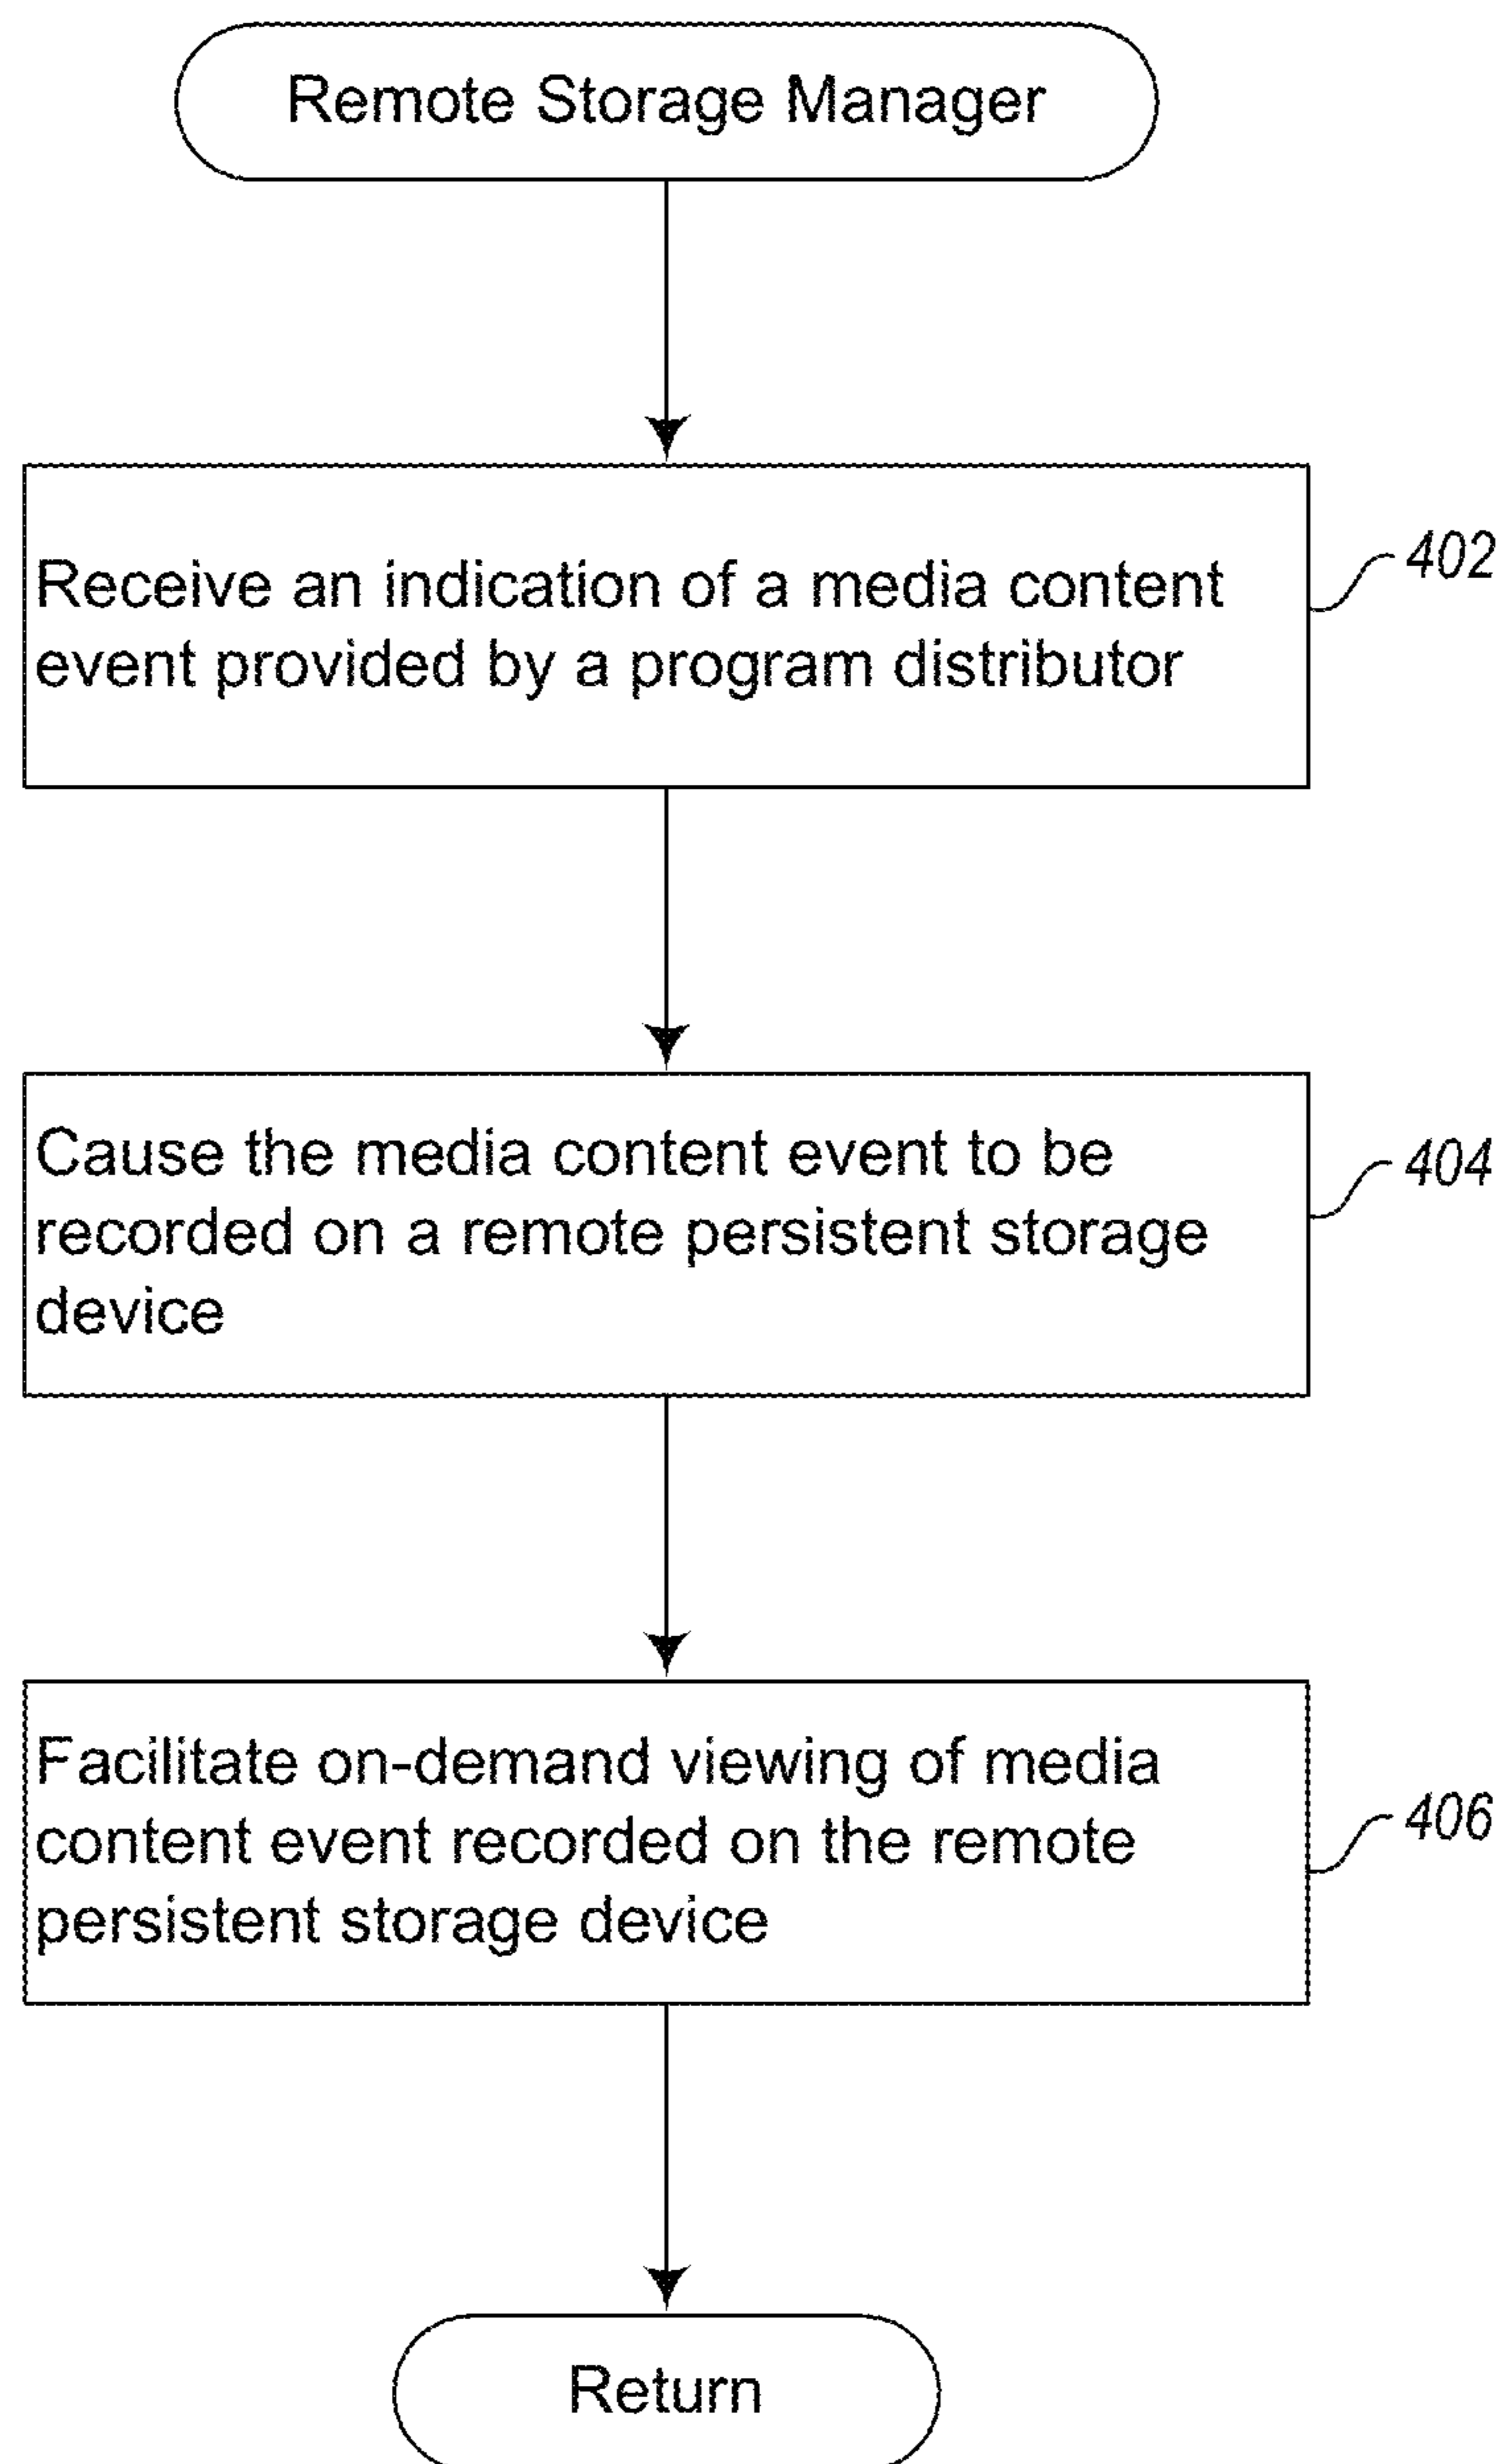 Remote Storage Manager
Receive an indication of a media content
event provided by a program distributor
402
Cause the media content event to be
recorded on a remote persistent storage
device
404
Facilitate on-demand viewing of media
content event recorded on the remote
persistent storage device
406
Return